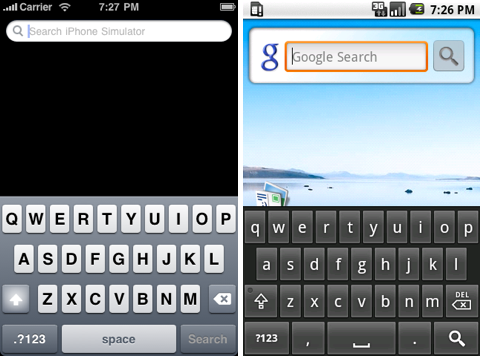 Carrier 7:27 PM
Search iPhone Simulator
Q W E R T Y U I O P
A S D F G H J K L
Z X C V B N M
.?123 space Search
3G 7:26 PM
g Google Search
q w e r t y u i o p
a s d f g h j k l
z x c v b n m DEL
?123 , .